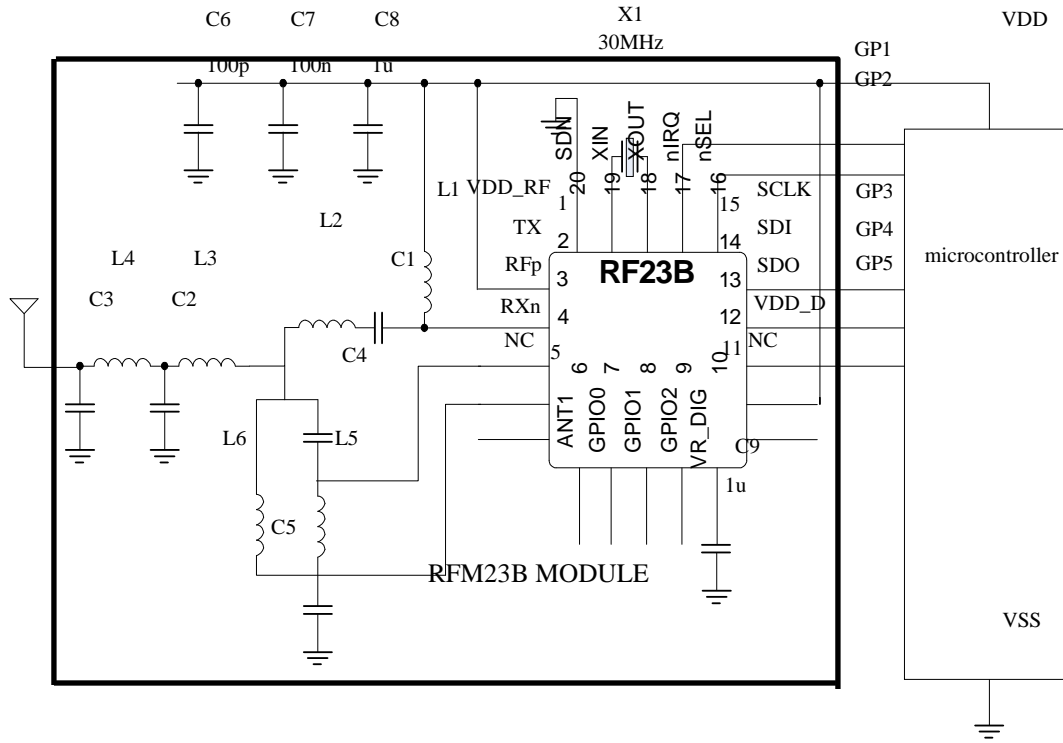 C6 C7 C8 X1 VDD
30MHz
GP1
100p 100n 1u
GP2
SDN XIN XOUT nIRQ nSEL
20 19 18 17 16
L1 VDD_RF SCLK GP3
1 15
L2
TX SDI GP4
2 14
L4 L3 C1 RFp RF23B SDO GP5 microcontroller
3 13
C3 C2 RXn VDD_D
4 12
NC NC
C4 5 11
6 7 8 9 10
ANT1 GPIO0 GPIO1 GPIO2 VR_DIG
L6 L5 C9
1u
C5
RFM23B MODULE
VSS